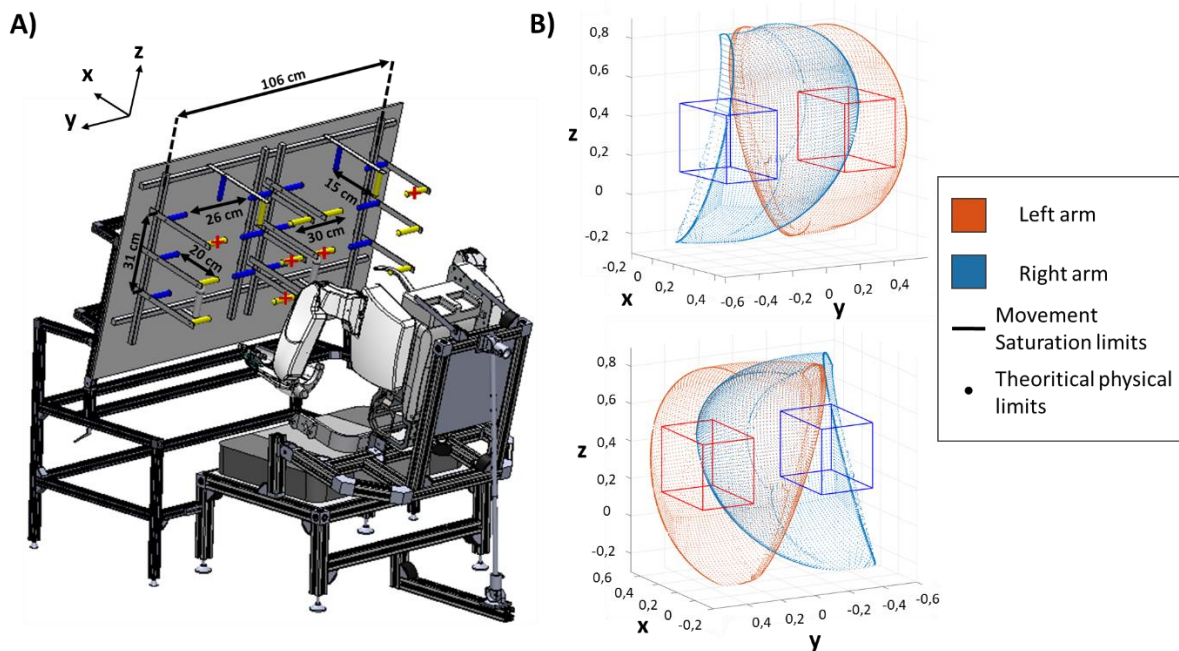 A)
z
x
y
106 cm
15 cm
26 cm
30 cm
20 cm
31 cm
B)
0,8
0,6
0,4
z
0,2
0
-0,2
-0,2
0
0,2
0,4
0,6
x
-0,6
-0,4
-0,2
0
0,2
0,4
y
0,8
0,6
0,4
z
0,2
0
-0,2
0,6
0,4
0,2
0
-0,2
x
0,4
0,2
0
-0,2
-0,4
-0,6
y
Left arm
Right arm
Movement
Saturation limits
Theoritical physical
limits